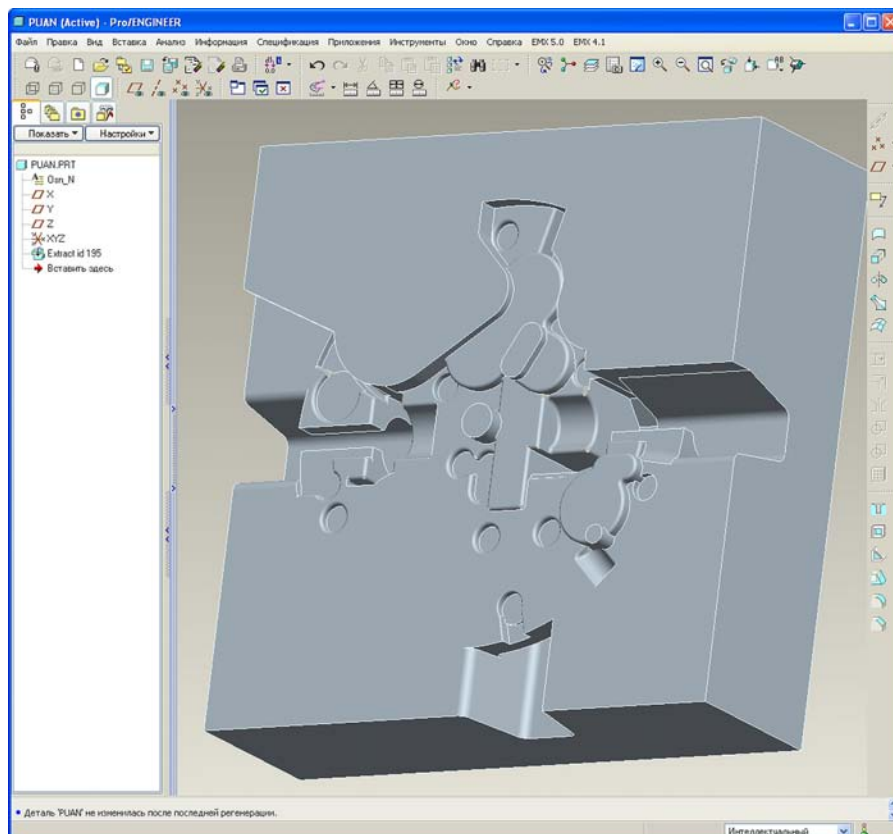 PUAN (Active) - Pro/ENGINEER
Файл Правка Вид Вставка Анализ Информация Спецификация Приложения Инструменты Окно Справка EMX 5.0 EMX 4.1
Показать Настройки
PUAN.PRT
Osn_N
X
Y
Z
XYZ
Extract id 195
Вставить здесь
• Деталь 'PUAN' не изменилась после последней регенерации.
Интеллектуальный